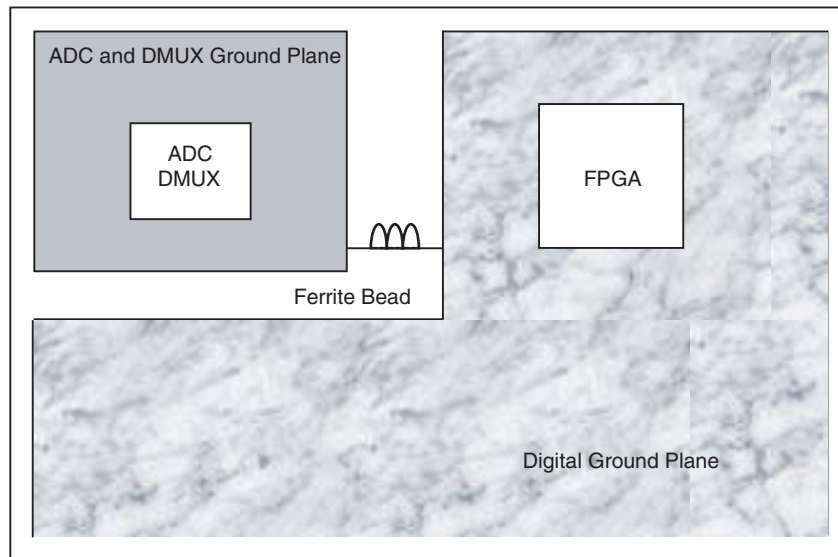 ADC and DMUX Ground Plane
ADC
DMUX
FPGA
Ferrite Bead
Digital Ground Plane